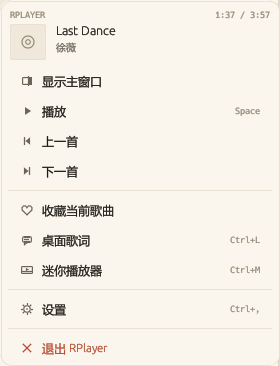 RPLAYER 1:37 / 3:57
Last Dance
徐薇
显示主窗口
播放 Space
上一首
下一首
收藏当前歌曲
桌面歌词 Ctrl+L
迷你播放器 Ctrl+M
设置 Ctrl+,
退出 RPlayer